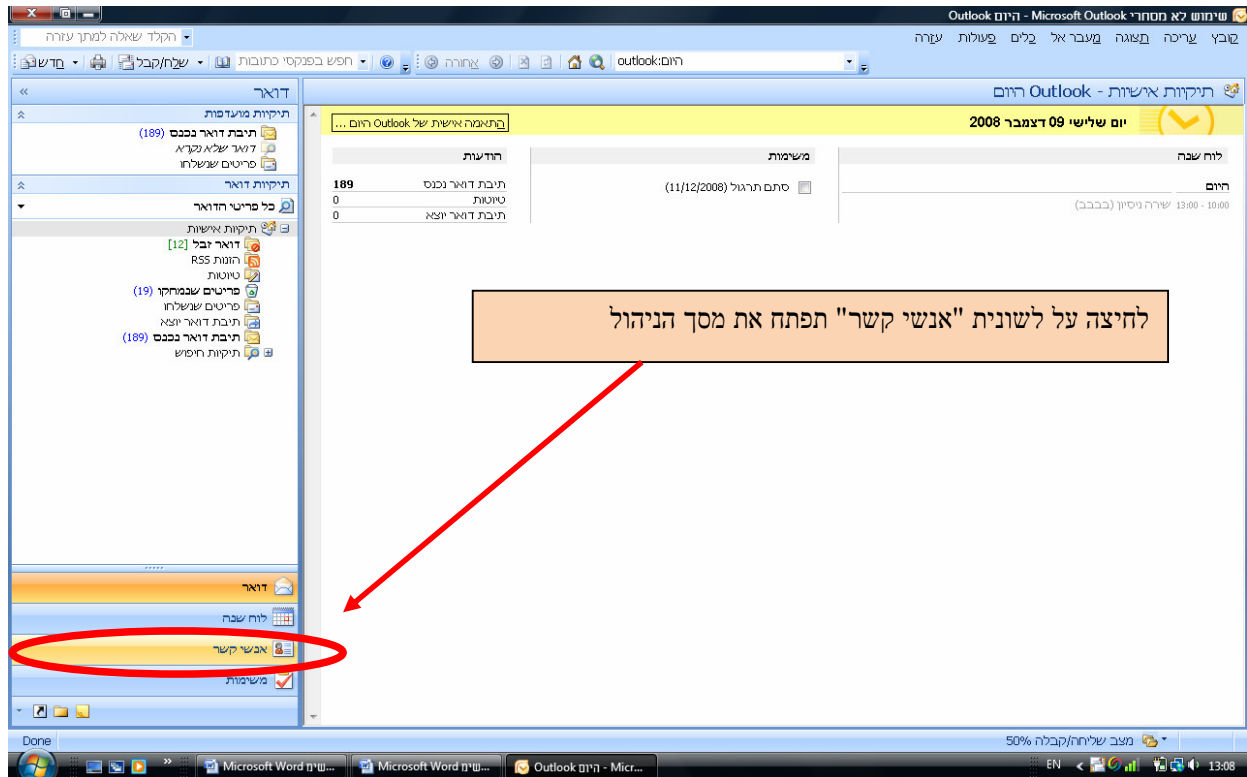 שימוש לא מסחרי Microsoft Outlook - היום Outlook
קובץ עריכה תצוגה מעבר אל כלים פעולות עזרה
הקלד שאלה למתן עזרה
חדש שלח/קבל חפש בפנקסי כתובות אחורה outlook:היום
תיקיות אישיות - Outlook היום
יום שלישי 09 דצמבר 2008
התאמה אישית של Outlook היום ...
לוח שנה
היום
10:00 - 13:00 שירה ניסיון (בבבב)
משימות
סתם תרגול (11/12/2008)
הודעות
תיבת דואר נכנס 189
טיוטות 0
תיבת דואר יוצא 0
לחיצה על לשונית "אנשי קשר" תפתח את מסך הניהול
דואר
תיקיות מועדפות
תיבת דואר נכנס (189)
דואר שלא נקרא
פריטים שנשלחו
תיקיות דואר
כל פריטי הדואר
תיקיות אישיות
דואר זבל [12]
הזנות RSS
טיוטות
פריטים שנמחקו (19)
פריטים שנשלחו
תיבת דואר יוצא
תיבת דואר נכנס (189)
תיקיות חיפוש
דואר
לוח שנה
אנשי קשר
משימות
מצב שליחה/קבלה 50%
Done
Microsoft Word שימ...
Microsoft Word שימ...
Outlook היום - Micr...
EN
13:08